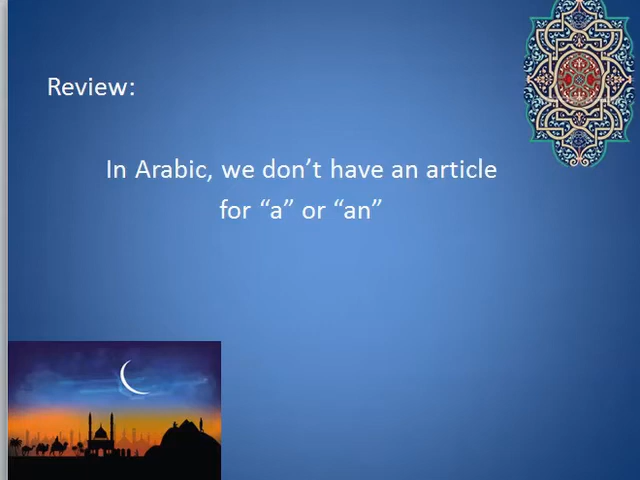 Review:
In Arabic, we don’t have an article
for “a” or “an”